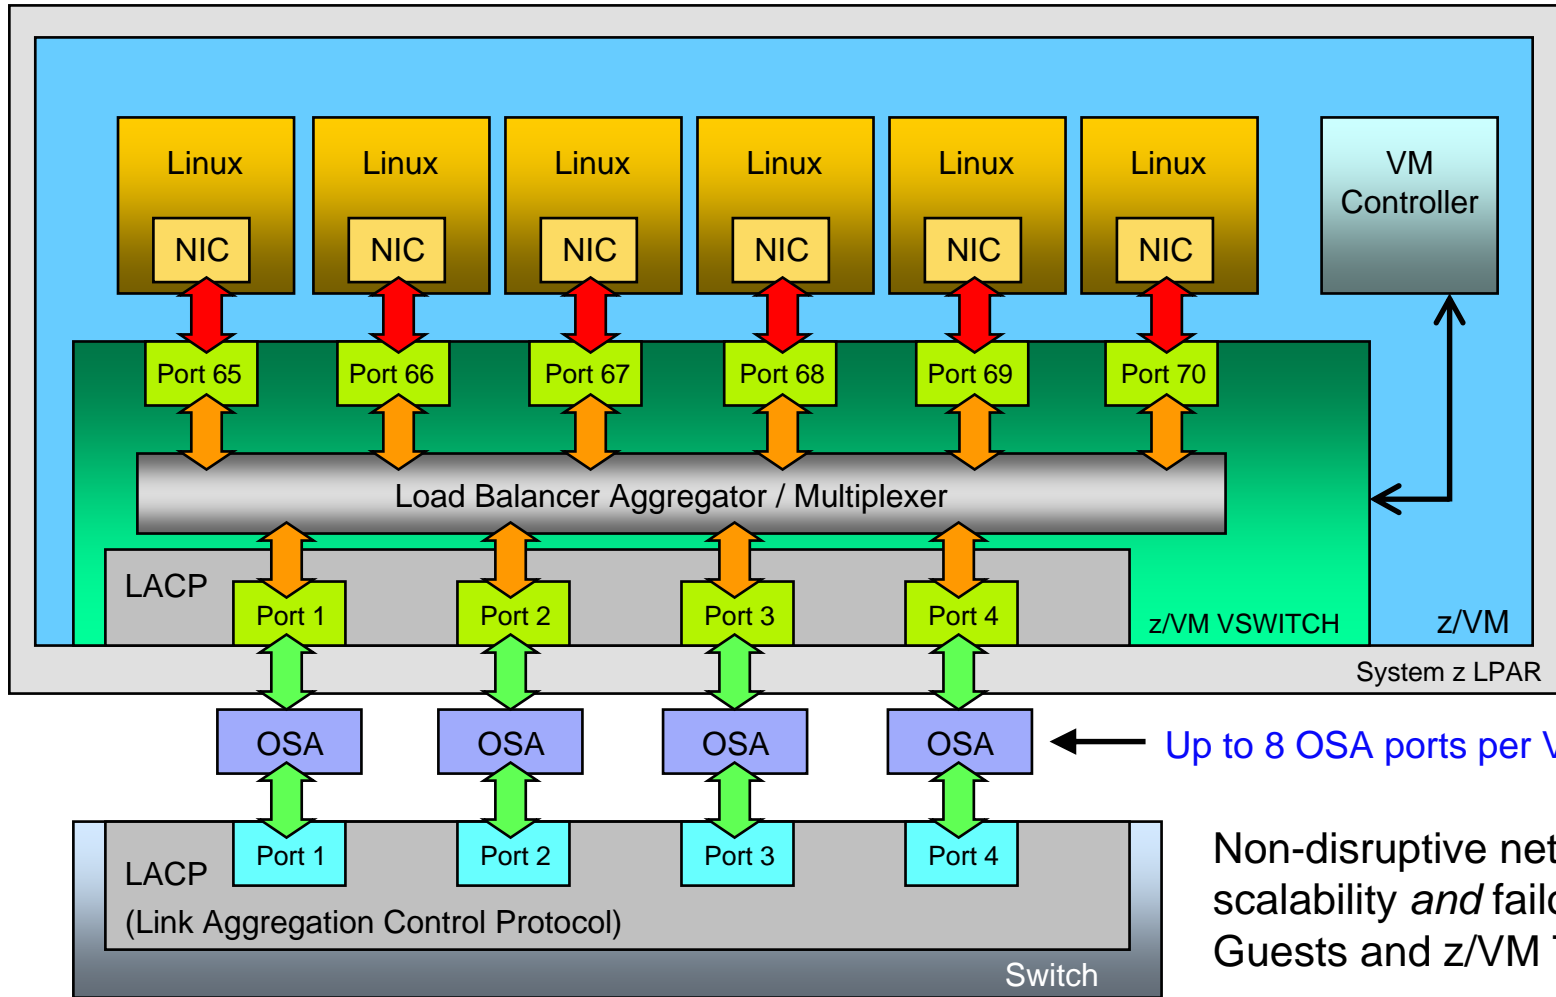 Linux Linux Linux Linux Linux Linux
VM
Controller
NIC NIC NIC NIC NIC NIC
Port 65 Port 66 Port 67 Port 68 Port 69 Port 70
Load Balancer Aggregator / Multiplexer
LACP
Port 1 Port 2 Port 3 Port 4
z/VM VSWITCH
z/VM
System z LPAR
OSA OSA OSA OSA
Up to 8 OSA ports per
Port 1 Port 2 Port 3 Port 4
LACP
(Link Aggregation Control Protocol)
Switch
Non-disruptive
scalability and
Guests and z/VM